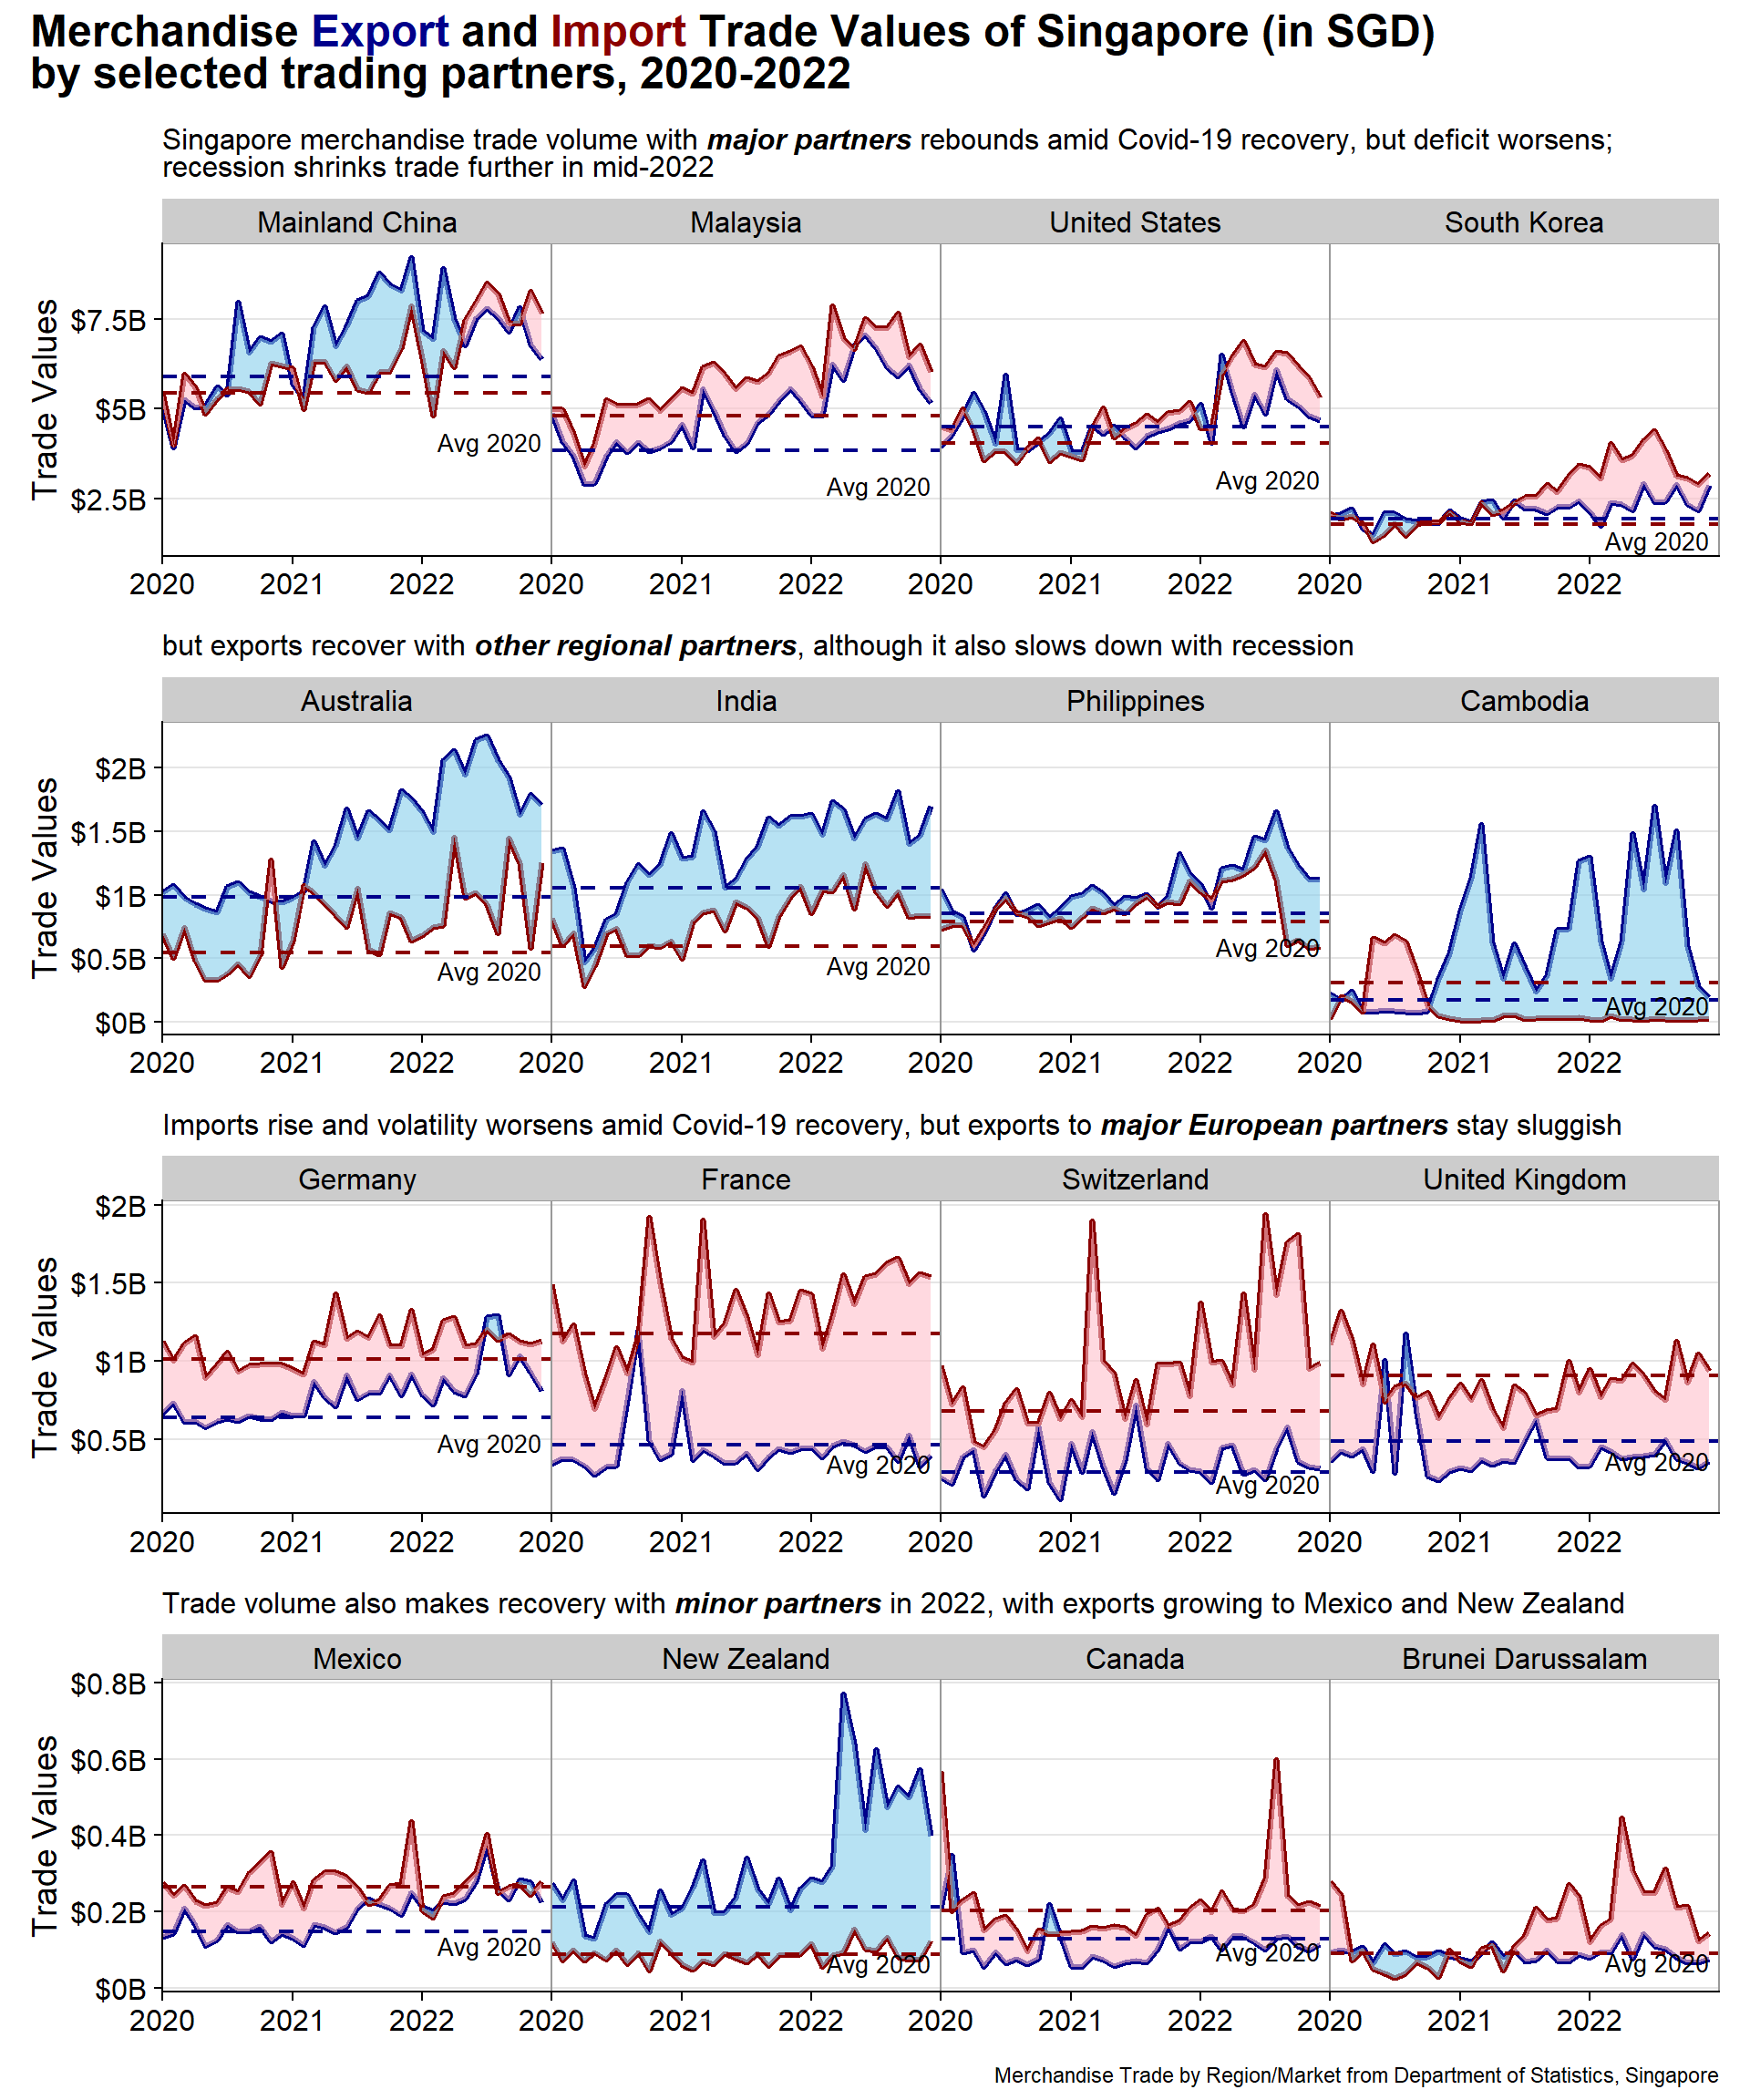 Merchandise Export and Import Trade Values of Singapore (in SGD)
by selected trading partners, 2020-2022
Singapore merchandise trade volume with major partners rebounds amid Covid-19 recovery, but deficit worsens;
recession shrinks trade further in mid-2022
Mainland China Malaysia United States South Korea
Trade Values
$7.5B
$5B
$2.5B
Avg 2020 Avg 2020 Avg 2020 Avg 2020
2020 2021 2022 2020 2021 2022 2020 2021 2022 2020 2021 2022
but exports recover with other regional partners, although it also slows down with recession
Australia India Philippines Cambodia
Trade Values
$2B
$1.5B
$1B
$0.5B
$0B
Avg 2020 Avg 2020 Avg 2020 Avg 2020
2020 2021 2022 2020 2021 2022 2020 2021 2022 2020 2021 2022
Imports rise and volatility worsens amid Covid-19 recovery, but exports to major European partners stay sluggish
Germany France Switzerland United Kingdom
Trade Values
$2B
$1.5B
$1B
$0.5B
Avg 2020 Avg 2020 Avg 2020 Avg 2020
2020 2021 2022 2020 2021 2022 2020 2021 2022 2020 2021 2022
Trade volume also makes recovery with minor partners in 2022, with exports growing to Mexico and New Zealand
Mexico New Zealand Canada Brunei Darussalam
Trade Values
$0.8B
$0.6B
$0.4B
$0.2B
$0B
Avg 2020 Avg 2020 Avg 2020 Avg 2020
2020 2021 2022 2020 2021 2022 2020 2021 2022 2020 2021 2022
Merchandise Trade by Region/Market from Department of Statistics, Singapore